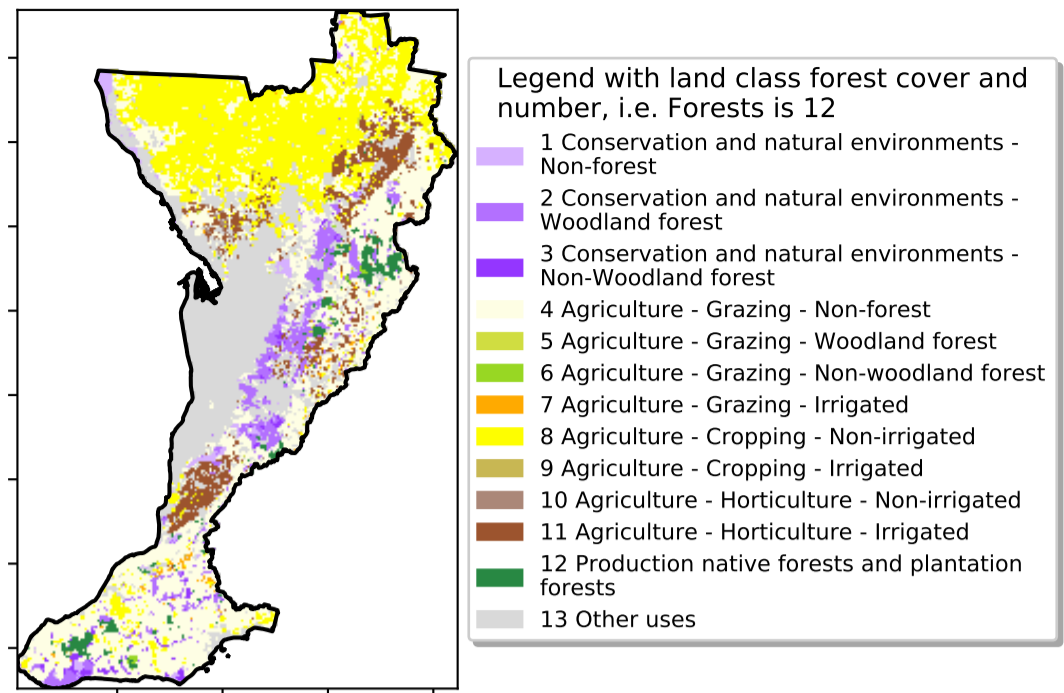 Legend with land class forest cover and
number, i.e. Forests is 12
1 Conservation and natural environments -
Non-forest
2 Conservation and natural environments -
Woodland forest
3 Conservation and natural environments -
Non-Woodland forest
4 Agriculture - Grazing - Non-forest
5 Agriculture - Grazing - Woodland forest
6 Agriculture - Grazing - Non-woodland forest
7 Agriculture - Grazing - Irrigated
8 Agriculture - Cropping - Non-irrigated
9 Agriculture - Cropping - Irrigated
10 Agriculture - Horticulture - Non-irrigated
11 Agriculture - Horticulture - Irrigated
12 Production native forests and plantation
forests
13 Other uses